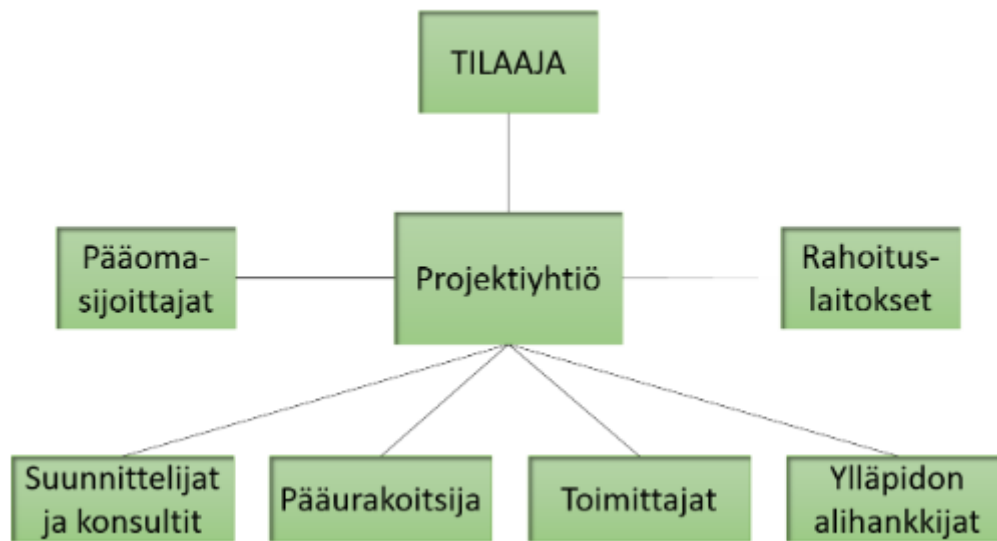 TILAAJA
Pääoma-
sijoittajat
Projektiyhtiö
Rahoitus-
laitokset
Suunnittelijat
ja konsultit
Pääurakoitsija
Toimittajat
Ylläpidon
alihankkijat